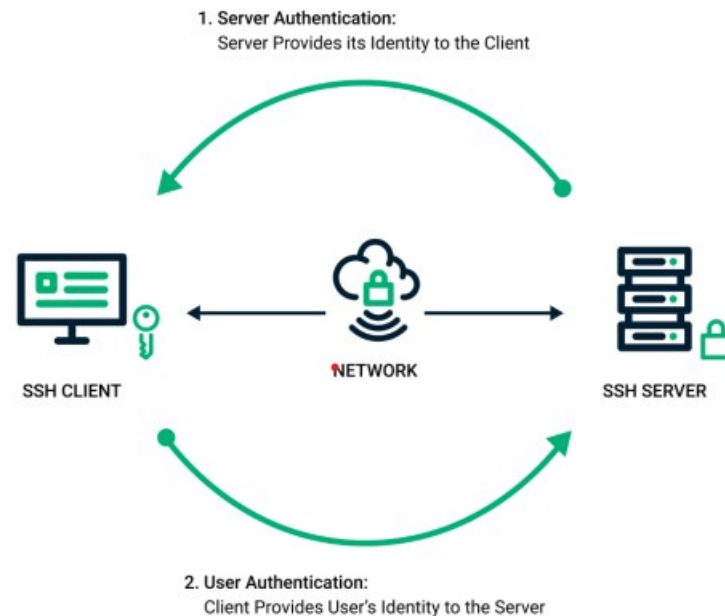 1. Server Authentication:
Server Provides its Identity to the Client
SSH CLIENT
NETWORK
SSH SERVER
2. User Authentication:
Client Provides User's Identity to the Server